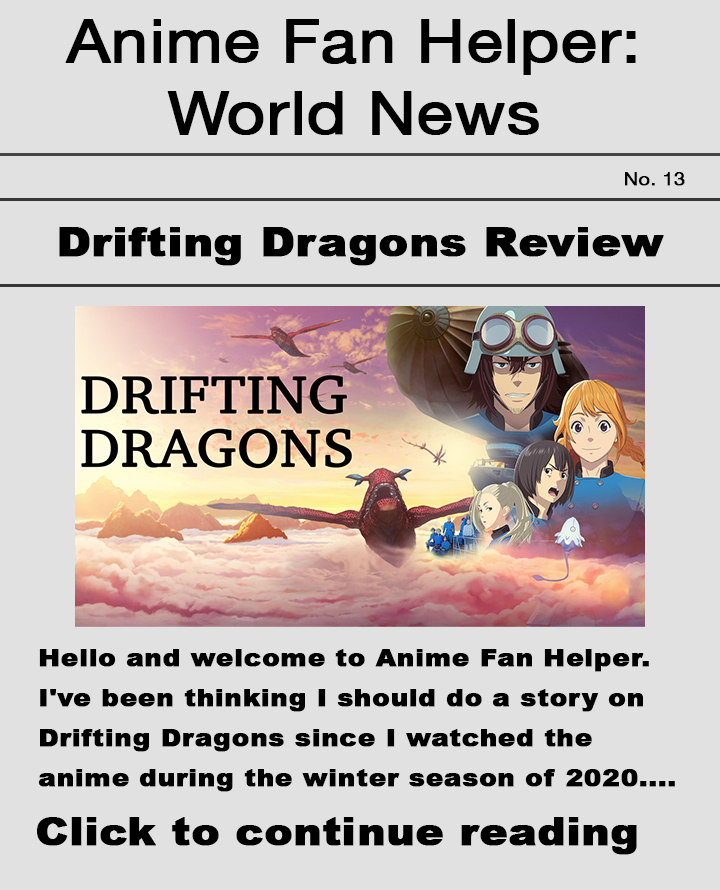 Anime Fan Helper:
World News
No. 13
Drifting Dragons Review
DRIFTING
DRAGONS
Hello and welcome to Anime Fan Helper.
I've been thinking I should do a story on
Drifting Dragons since I watched the
anime during the winter season of 2020....
Click to continue reading